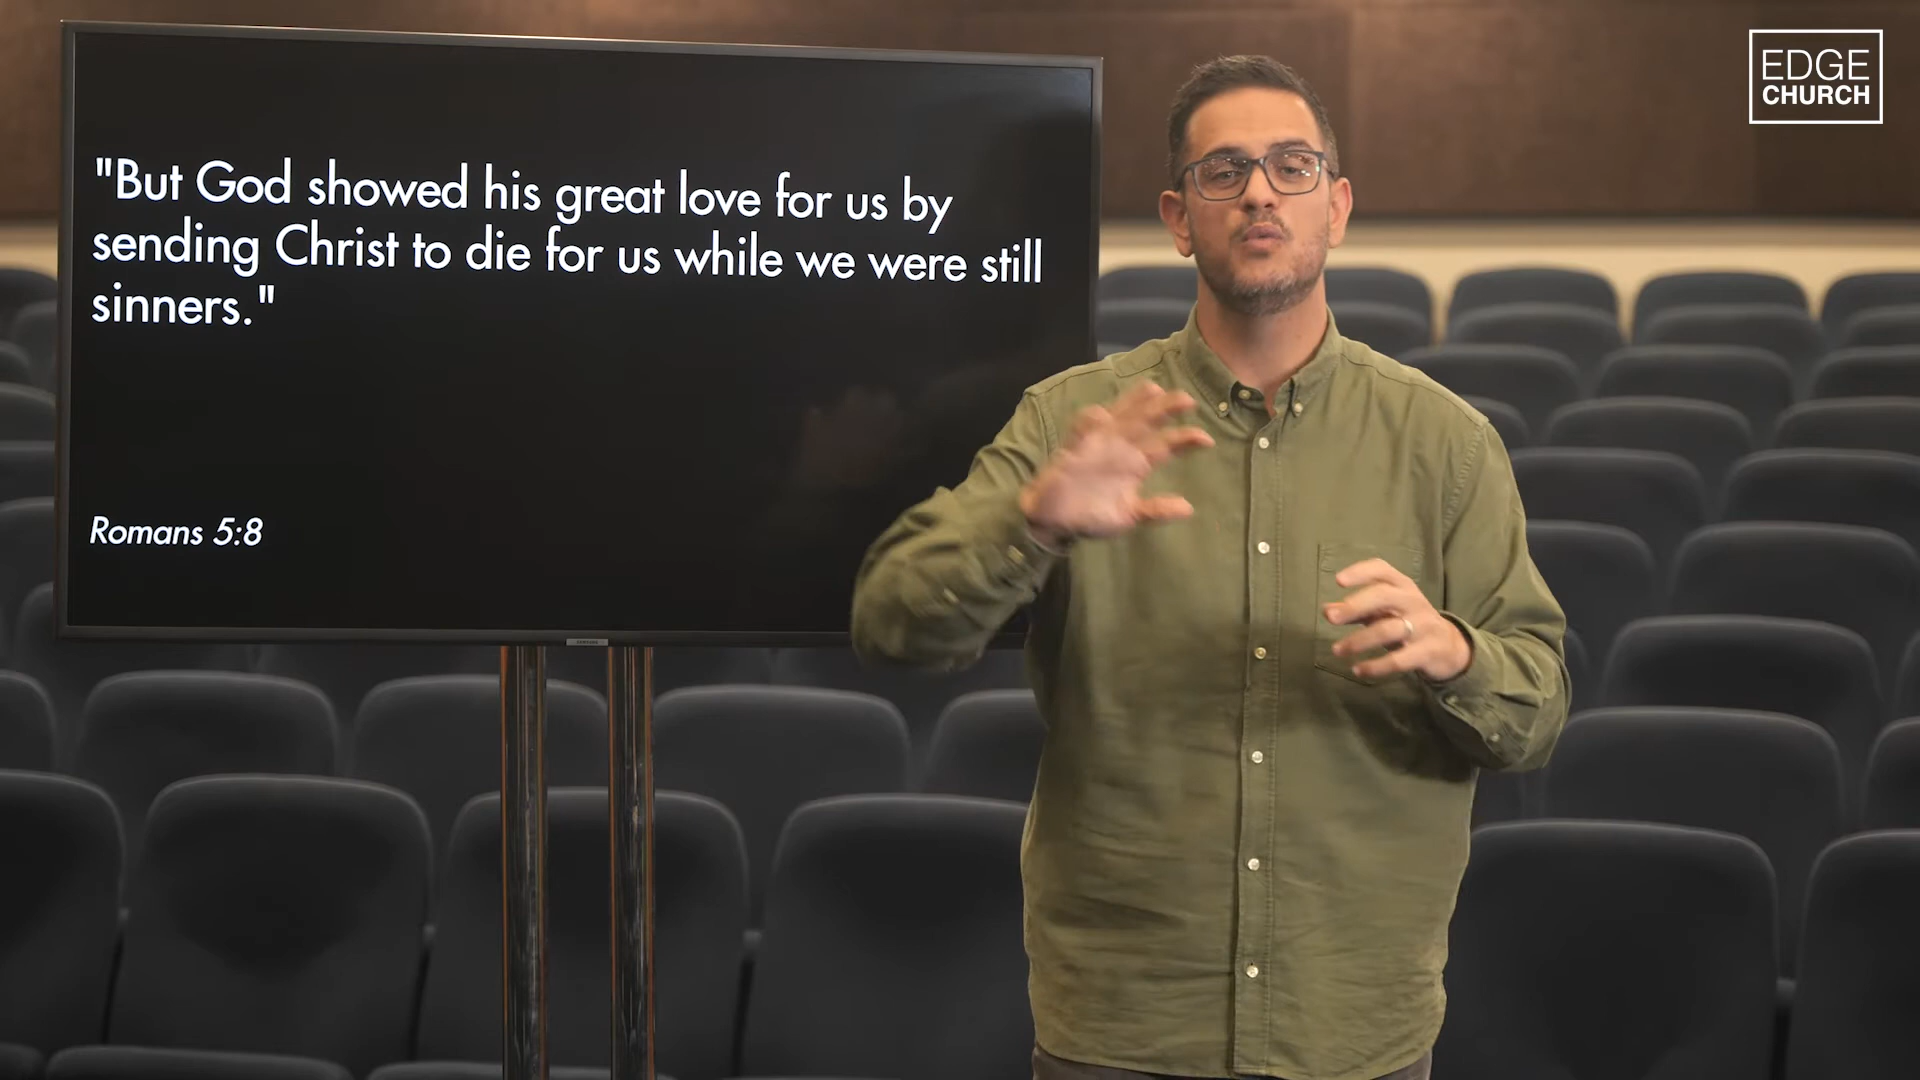 EDGE
CHURCH
"But God showed his great love for us by
sending Christ to die for us while we were still
sinners."
Romans 5:8
SAMSUNG